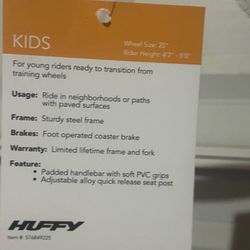 KIDS
Wheel Size: 20"
Rider Height: 4'2" - 5'0"
For young riders ready to transition from
training wheels
Usage: Ride in neighborhoods or paths
with paved surfaces
Frame: Sturdy steel frame
Brakes: Foot operated coaster brake
Warranty: Limited lifetime frame and fork
Feature:
• Padded handlebar with soft PVC grips
• Adjustable alloy quick release seat post
HUFFY
Item #: 576849225